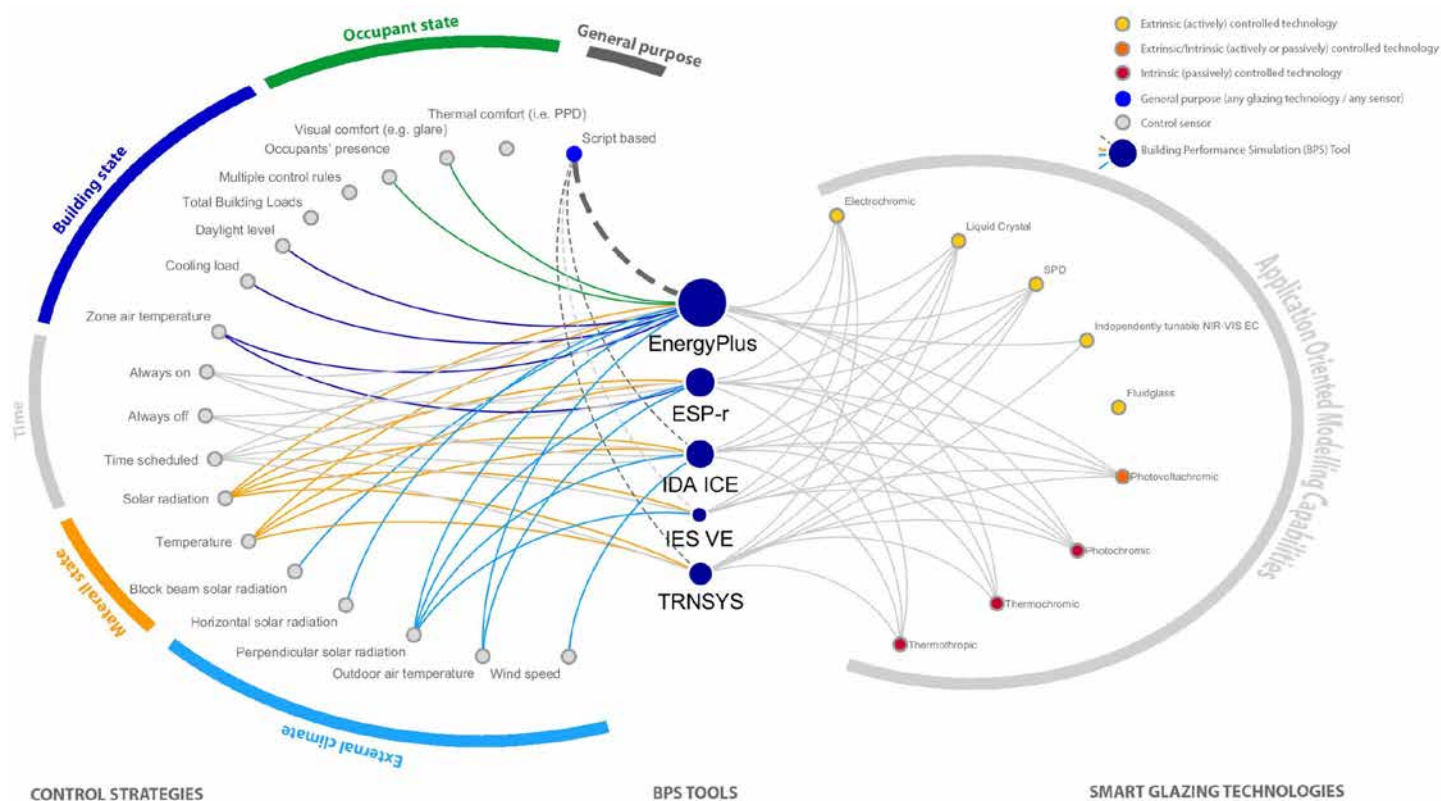 Occupant state
General purpose
Building state
Time
Materall state
External climate
Thermal comfort (i.e. PPD)
Visual comfort (e.g. glare)
Script based
Occupants' presence
Multiple control rules
Total Building Loads
Daylight level
Cooling load
Zone air temperature
Always on
Always off
Time scheduled
Solar radiation
Temperature
Block beam solar radiation
Horizontal solar radiation
Perpendicular solar radiation
Outdoor air temperature
Wind speed
EnergyPlus
ESP-r
IDA ICE
IES VE
TRNSYS
Extrinsic (actively) controlled technology
Extrinsic/Intrinsic (actively or passively) controlled technology
Intrinsic (passively) controlled technology
General purpose (any glazing technology / any sensor)
Control sensor
Building Performance Simulation (BPS) Tool
Electrochromic
Liquid Crystal
SPD
Independently tunable NIR-VIS EC
Fluidglass
Photovoltachromic
Photochromic
Thermochromic
Thermothropic
Application Oriented Modelling Capabilities
CONTROL STRATEGIES
BPS TOOLS
SMART GLAZING TECHNOLOGIES